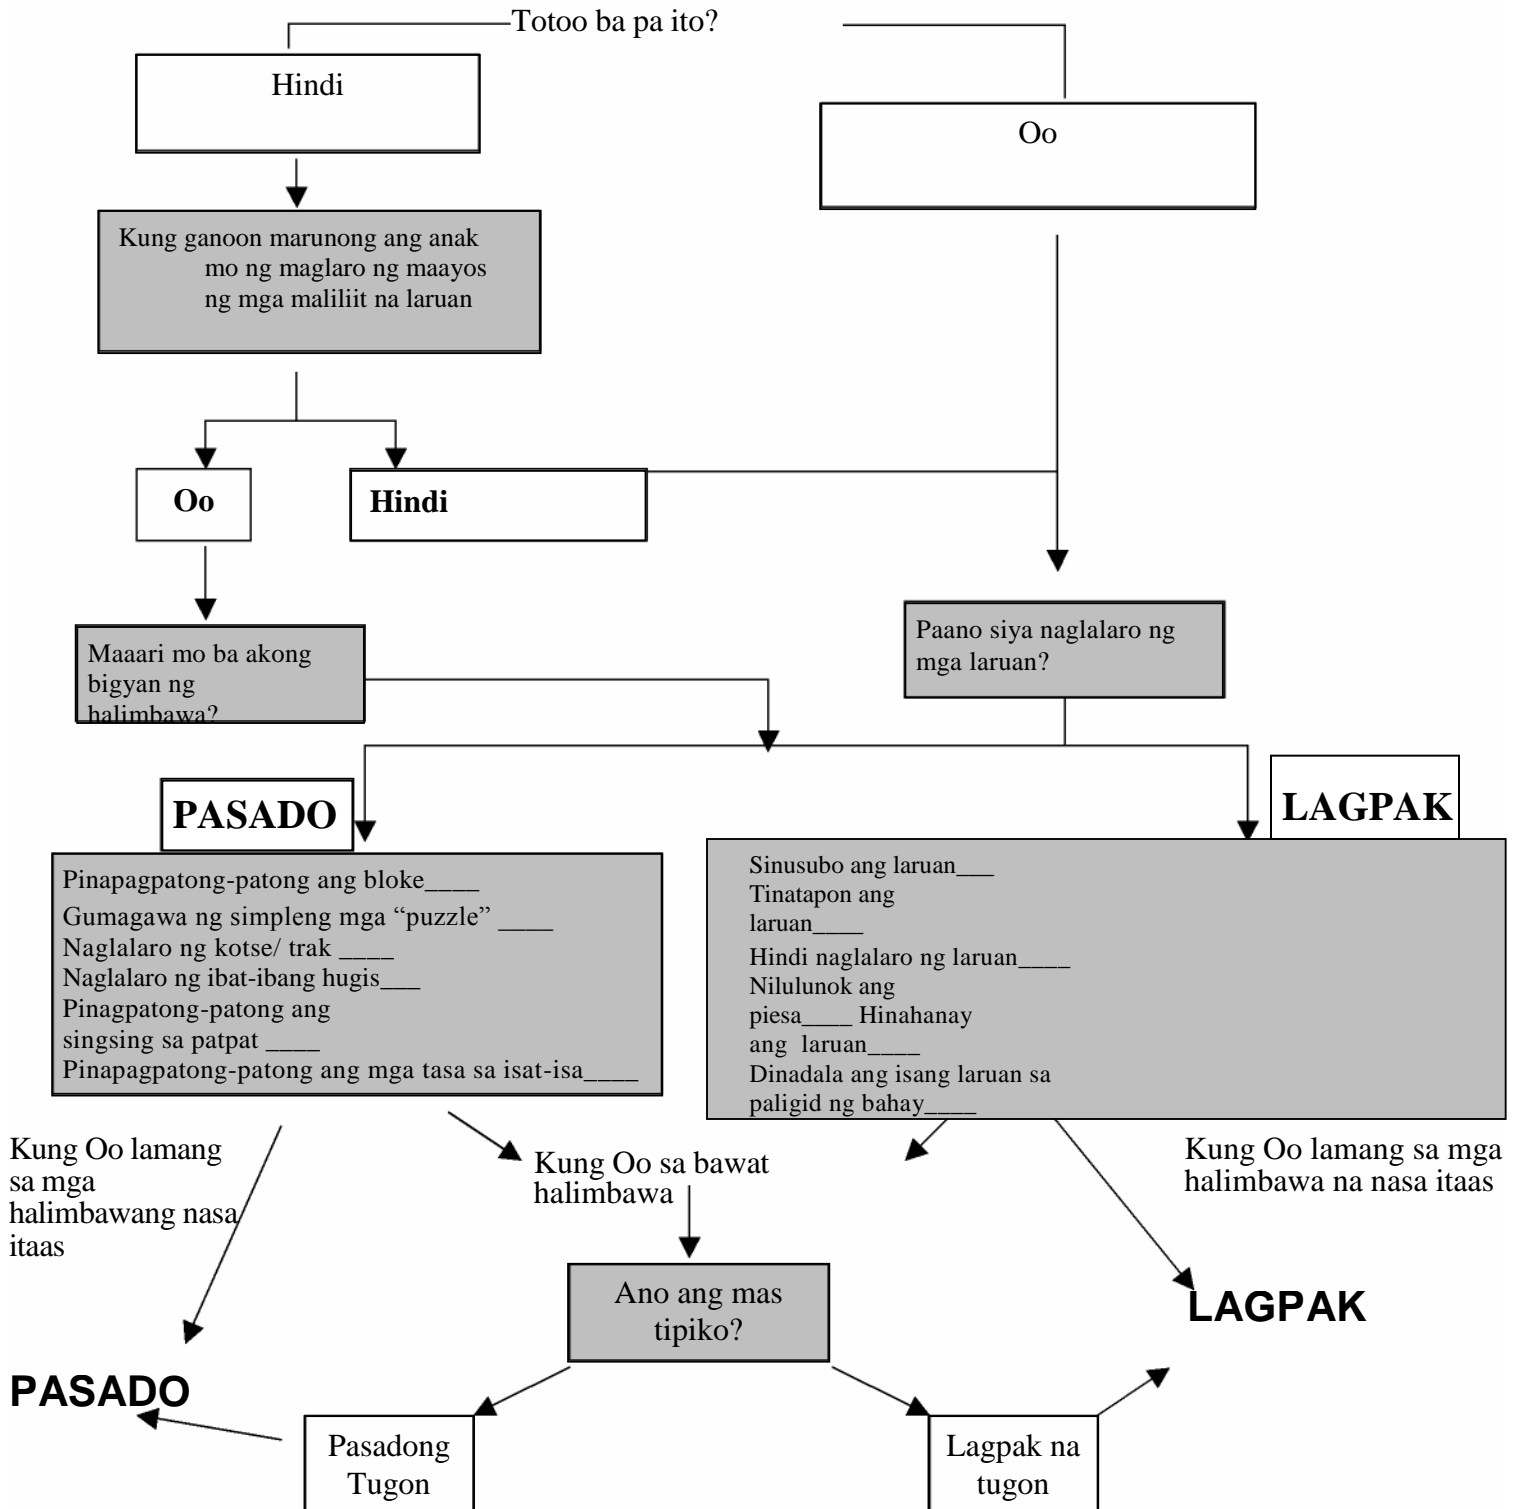 Totoo ba pa ito?
Hindi
Oo
Kung ganoon marunong ang anak
mo ng maglaro ng maayos
ng mga maliliit na laruan
Oo
Hindi
Maaari mo ba akong
bigyan ng
halimbawa?
Paano siya naglalaro ng
mga laruan?
PASADO
LAGPAK
Pinapagpatong-patong ang bloke____
Gumagawa ng simpleng mga “puzzle” ____
Naglalaro ng kotse/ trak ____
Naglalaro ng ibat-ibang hugis___
Pinagpatong-patong ang
singsing sa patpat ____
Pinapagpatong-patong ang mga tasa sa isat-isa____
Sinusubo ang laruan___
Tinatapon ang
laruan____
Hindi naglalaro ng laruan____
Nilulunok ang
piesa____ Hinahanay
ang laruan____
Dinadala ang isang laruan sa
paligid ng bahay____
Kung Oo lamang
sa mga
halimbawang nasa
itaas
Kung Oo sa bawat
halimbawa
Kung Oo lamang sa mga
halimbawa na nasa itaas
Ano ang mas
tipiko?
LAGPAK
PASADO
Pasadong
Tugon
Lagpak na
tugon